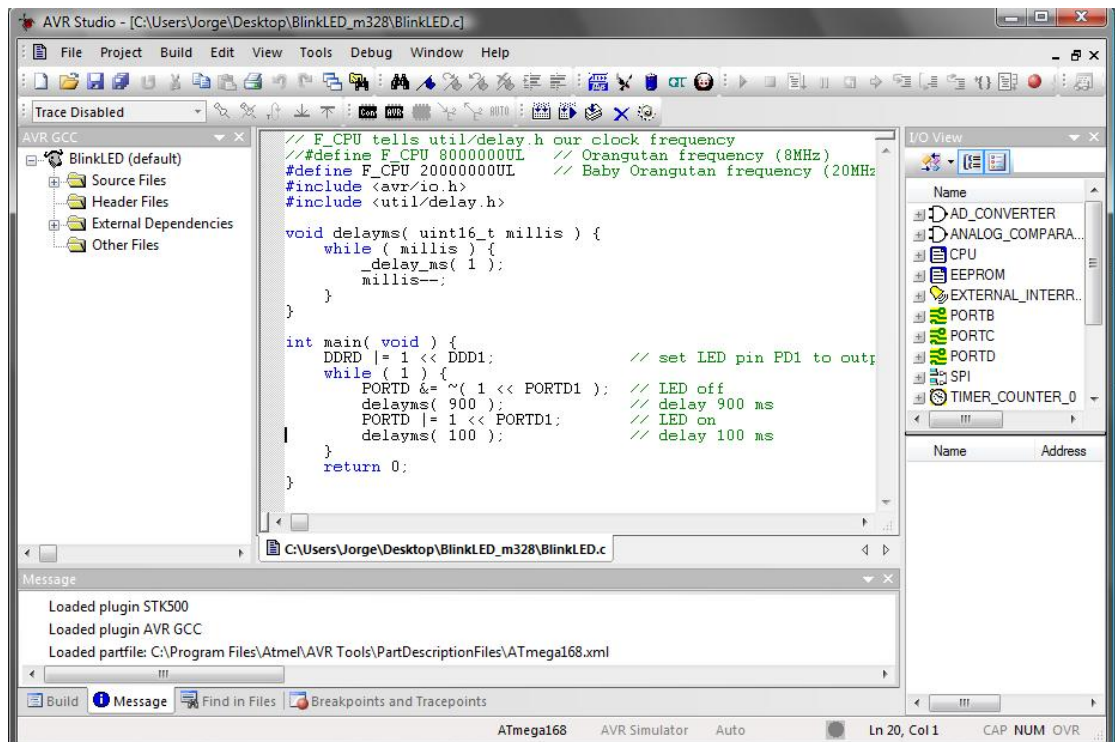 AVR Studio - [C:\Users\Jorge\Desktop\BlinkLED_m328\BlinkLED.c]
File Project Build Edit View Tools Debug Window Help
Trace Disabled
Con AVR AUTO
AVR GCC
BlinkLED (default)
Source Files
Header Files
External Dependencies
Other Files
// F_CPU tells util/delay.h our clock frequency
//#define F_CPU 8000000UL // Orangutan frequency (8MHz)
#define F_CPU 20000000UL // Baby Orangutan frequency (20MHz
#include <avr/io.h>
#include <util/delay.h>
void delayms( uint16_t millis ) {
while ( millis ) {
_delay_ms( 1 );
millis--;
}
}
int main( void ) {
DDRD |= 1 << DDD1; // set LED pin PD1 to outp
while ( 1 ) {
PORTD &= ~( 1 << PORTD1 ); // LED off
delayms( 900 ); // delay 900 ms
PORTD |= 1 << PORTD1; // LED on
delayms( 100 ); // delay 100 ms
}
return 0;
}
C:\Users\Jorge\Desktop\BlinkLED_m328\BlinkLED.c
I/O View
Name
AD_CONVERTER
ANALOG_COMPARA...
CPU
EEPROM
EXTERNAL_INTERR..
PORTB
PORTC
PORTD
SPI
TIMER_COUNTER_0
Name Address
Message
Loaded plugin STK500
Loaded plugin AVR GCC
Loaded partfile: C:\Program Files\Atmel\AVR Tools\PartDescriptionFiles\ATmega168.xml
Build Message Find in Files Breakpoints and Tracepoints
ATmega168 AVR Simulator Auto Ln 20, Col 1 CAP NUM OVR